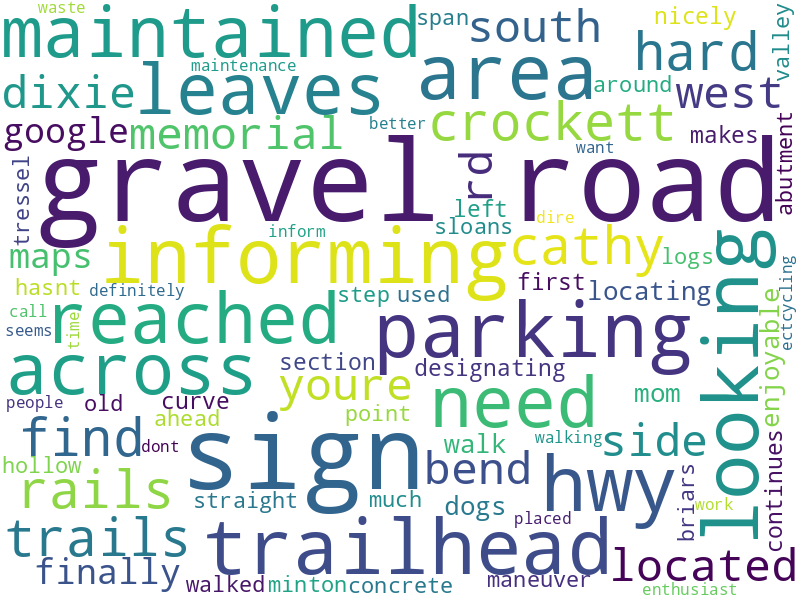 waste
maintained
span
south
nicely
valley
maintenance
hard
dixie
leaves
area
around
west
google
memorial
better
crockett
makes
abutment
want
gravel road
rd
tressel
left
dire
sloans
inform
maps
informing
cathy
logs
looking
hasnt
definitely
first
locating
ectcycling
call
time
reached
step used
enjoyable
seems
parking
across
section
designating
youre
need
mom
people
old
curve
point
ahead
find
sign
dont
walk
walking
side
hollow
bend
hwy
briars
continues
rails
straight
much
dogs
work
placed
trails
trailhead
located
finally
walked
minton
concrete
maneuver
enthusiast